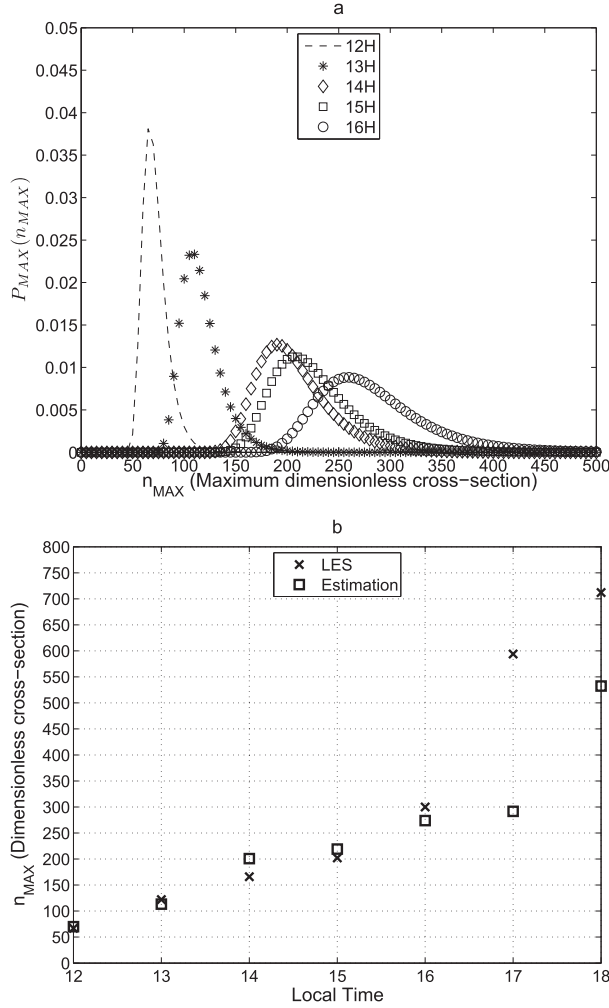 a
0.05
0.045
0.04
0.035
0.03
0.025
0.02
0.015
0.01
0.005
0
P_MAX(n_MAX)
12H
13H
14H
15H
16H
0 50 100 150 200 250 300 350 400 450 500
n_MAX (Maximum dimensionless cross−section)
b
800
750
700
650
600
550
500
450
400
350
300
250
200
150
100
50
0
n_MAX (Dimensionless cross−section)
LES
Estimation
12 13 14 15 16 17 18
Local Time